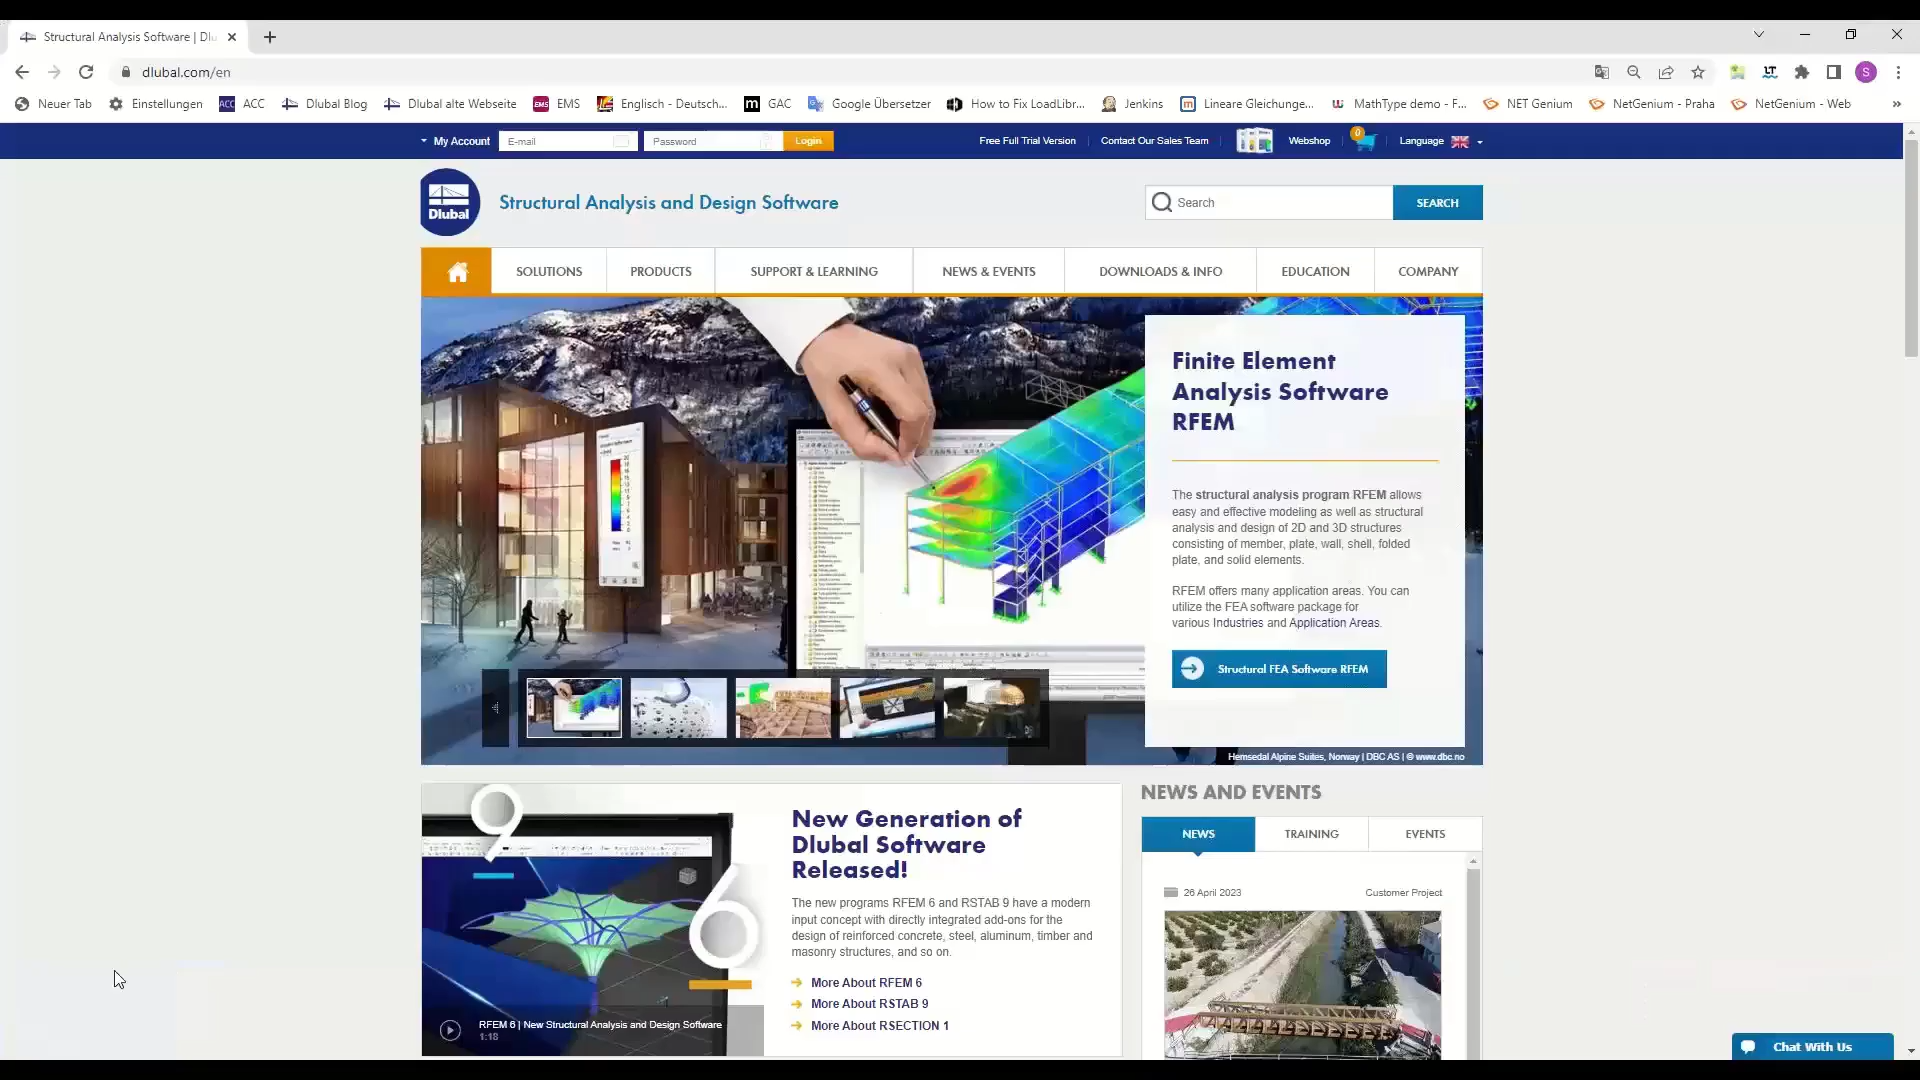 Structural Analysis Software | Dlu
dlubal.com/en
Neuer Tab
Einstellungen
ACC ACC
Dlubal Blog
Dlubal alte Webseite
EMS EMS
Englisch - Deutsch...
m GAC
Google Übersetzer
How to Fix LoadLibr...
Jenkins
Lineare Gleichunge...
MathType demo - F...
NET Genium
NetGenium - Praha
NetGenium - Web
»
S
LT
My Account
E-mail
Password
Login
Free Full Trial Version
Contact Our Sales Team
Webshop
0
Language
Dlubal
Structural Analysis and Design Software
Search
SEARCH
SOLUTIONS
PRODUCTS
SUPPORT & LEARNING
NEWS & EVENTS
DOWNLOADS & INFO
EDUCATION
COMPANY
Finite Element
Analysis Software
RFEM
The structural analysis program RFEM allows
easy and effective modeling as well as structural
analysis and design of 2D and 3D structures
consisting of member, plate, wall, shell, folded
plate, and solid elements.
RFEM offers many application areas. You can
utilize the FEA software package for
various Industries and Application Areas.
Structural FEA Software RFEM
Hemsedal Alpine Suites, Norway | DBC AS | © www.dbc.no
9
6
RFEM 6 | New Structural Analysis and Design Software
1:18
New Generation of
Dlubal Software
Released!
The new programs RFEM 6 and RSTAB 9 have a modern
input concept with directly integrated add-ons for the
design of reinforced concrete, steel, aluminum, timber and
masonry structures, and so on.
More About RFEM 6
More About RSTAB 9
More About RSECTION 1
NEWS AND EVENTS
NEWS
TRAINING
EVENTS
26 April 2023
Customer Project
Chat With Us